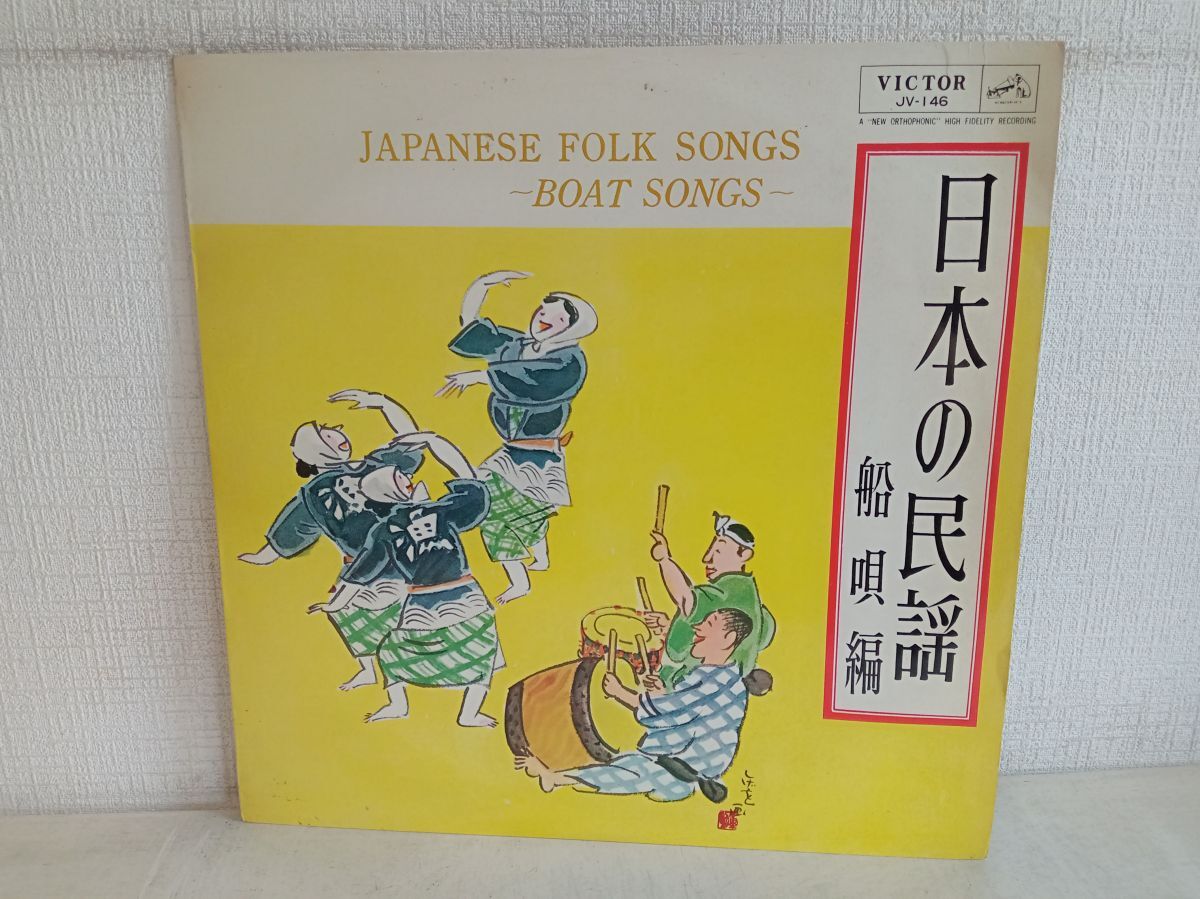 VICTOR
JV-146
A "NEW ORTHOPHONIC" HIGH FIDELITY RECORDING
JAPANESE FOLK SONGS
~BOAT SONGS~
日本の民謡
船唄編